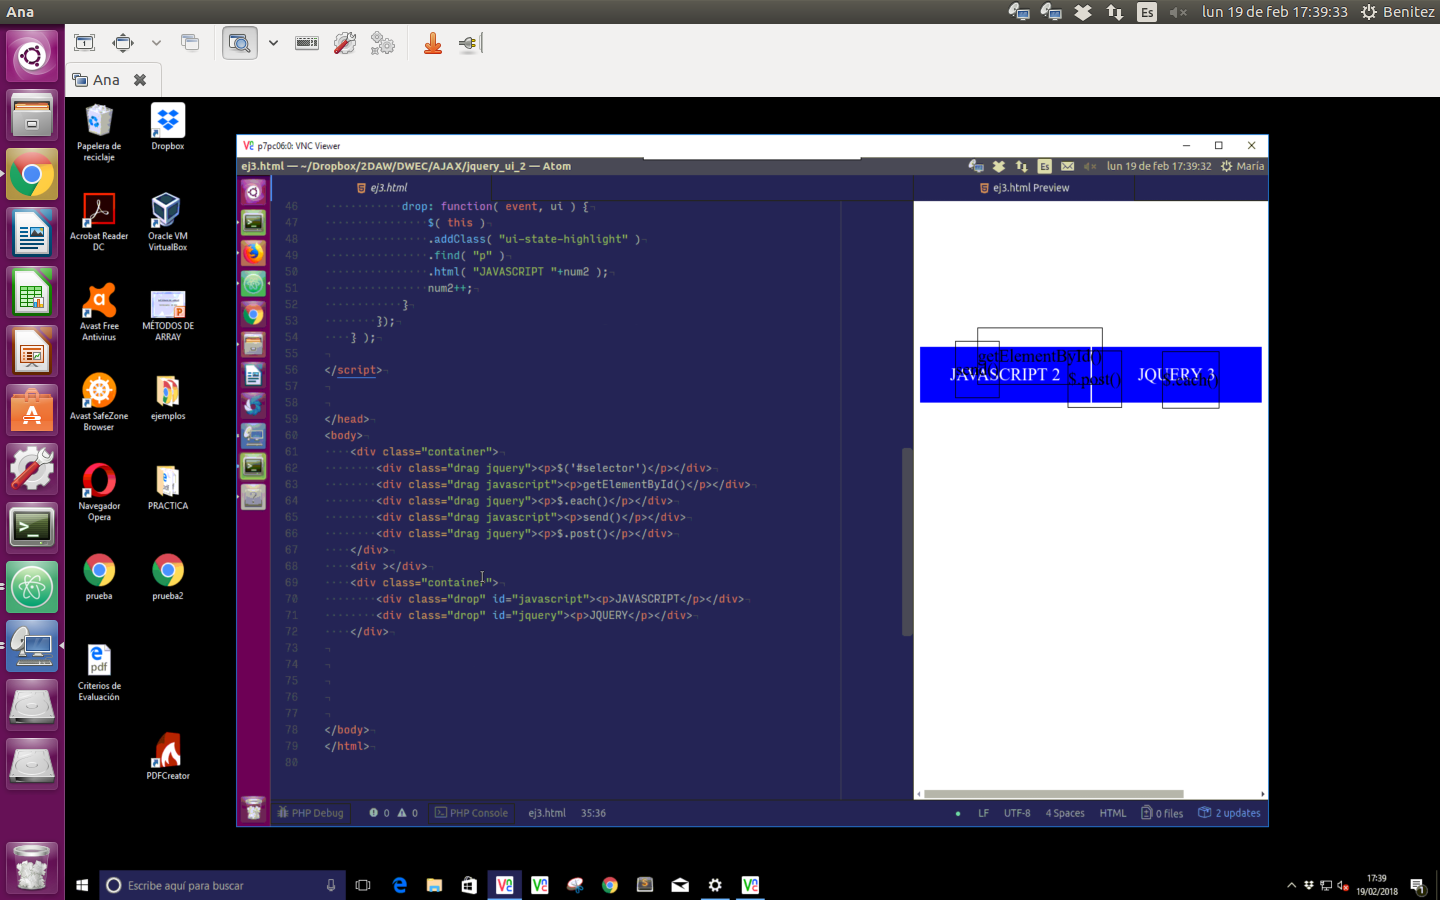 Ana
Es
lun 19 de feb 17:39:33
Benitez
Ana
Papelera de reciclaje
Dropbox
Acrobat Reader DC
Oracle VM VirtualBox
Avast Free Antivirus
MÉTODOS DE ARRAY
Avast SafeZone Browser
ejemplos
Navegador Opera
PRACTICA
prueba
prueba2
pdf
Criterios de Evaluación
PDFCreator
p7pc06:0: VNC Viewer
ej3.html — ~/Dropbox/2DAW/DWEC/AJAX/jquery_ui_2 — Atom
Es
lun 19 de feb 17:39:32
María
ej3.html
ej3.html Preview
46 drop: function( event, ui ) {
47 $( this )
48 .addClass( "ui-state-highlight" )
49 .find( "p" )
50 .html( "JAVASCRIPT "+num2 );
51 num2++;
52 }
53 });
54 } );
55
56 </script>
57
58
59 </head>
60 <body>
61 <div class="container">
62 <div class="drag jquery"><p>$('#selector')</p></div>
63 <div class="drag javascript"><p>getElementById()</p></div>
64 <div class="drag jquery"><p>$.each()</p></div>
65 <div class="drag javascript"><p>send()</p></div>
66 <div class="drag jquery"><p>$.post()</p></div>
67 </div>
68 <div ></div>
69 <div class="container">
70 <div class="drop" id="javascript"><p>JAVASCRIPT</p></div>
71 <div class="drop" id="jquery"><p>JQUERY</p></div>
72 </div>
73
74
75
76
77
78 </body>
79 </html>
80
getElementById()
JAVASCRIPT 2
$.post()
JQUERY 3
$.each()
PHP Debug
0
0
PHP Console
ej3.html
35:36
LF
UTF-8
4 Spaces
HTML
0 files
2 updates
Escribe aquí para buscar
17:39
19/02/2018
1